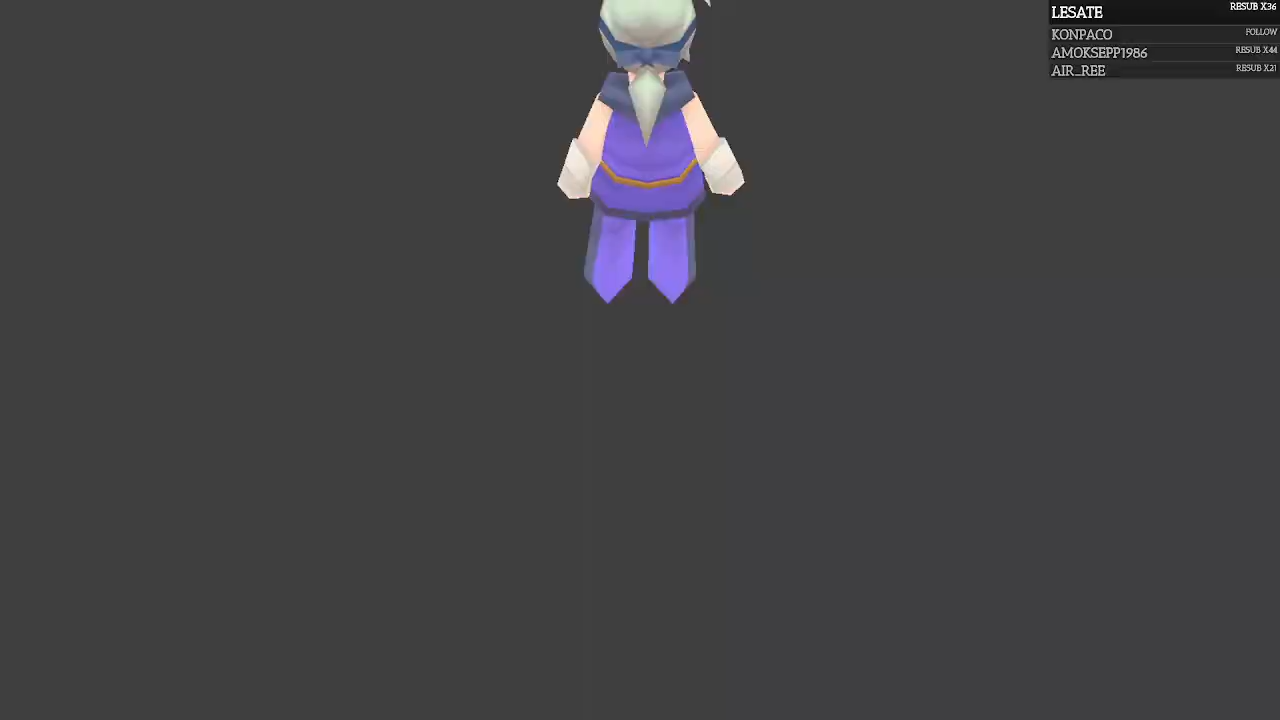 LESATE RESUB X36
KONPACO FOLLOW
AMOKSEPP1986 RESUB X44
AIR_REE RESUB X21